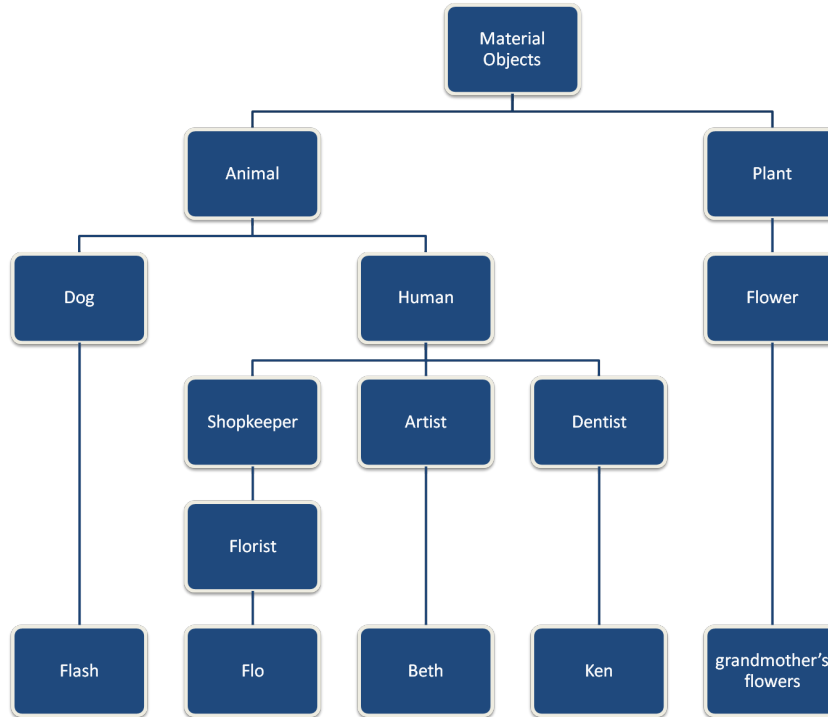 Material
Objects
Animal
Plant
Dog
Human
Flower
Shopkeeper
Artist
Dentist
Florist
Flash
Flo
Beth
Ken
grandmother's
flowers